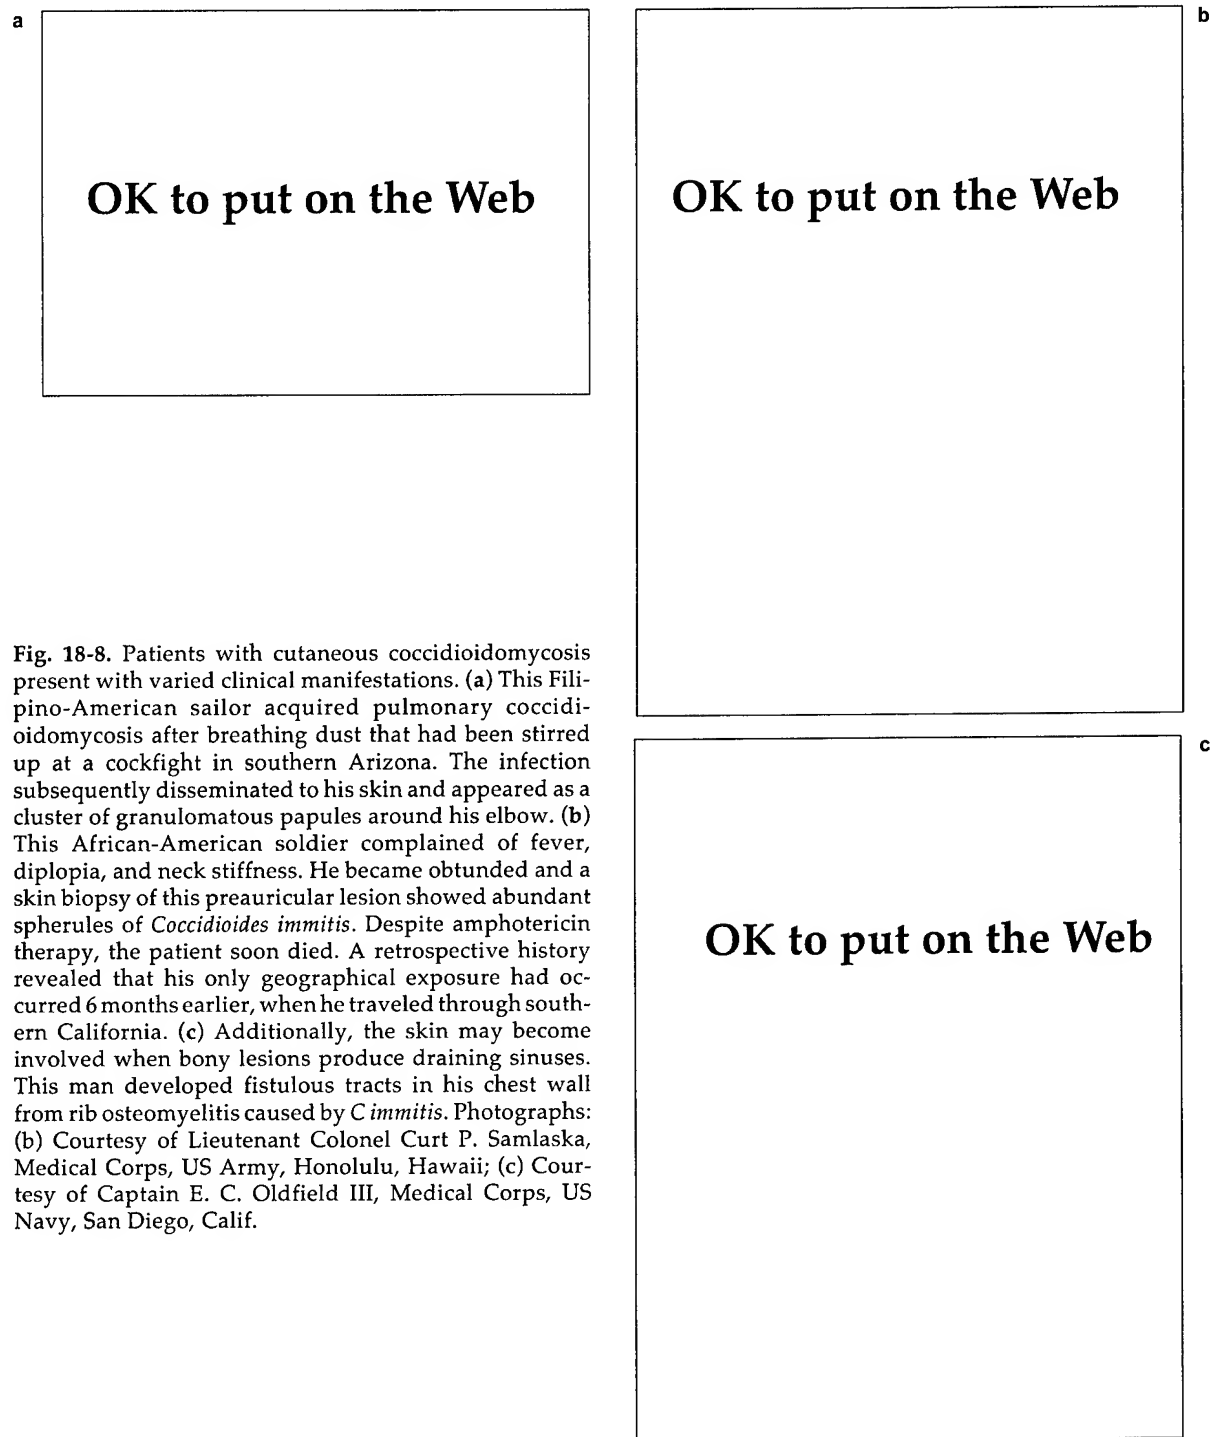 a
OK to put on the Web
b
OK to put on the Web
Fig. 18-8. Patients with cutaneous coccidioidomycosis
present with varied clinical manifestations. (a) This Fili-
pino-American sailor acquired pulmonary coccidi-
oidomycosis after breathing dust that had been stirred
up at a cockfight in southern Arizona. The infection
subsequently disseminated to his skin and appeared as a
cluster of granulomatous papules around his elbow. (b)
This African-American soldier complained of fever,
diplopia, and neck stiffness. He became obtunded and a
skin biopsy of this preauricular lesion showed abundant
spherules of Coccidioides immitis. Despite amphotericin
therapy, the patient soon died. A retrospective history
revealed that his only geographical exposure had oc-
curred 6 months earlier, when he traveled through south-
ern California. (c) Additionally, the skin may become
involved when bony lesions produce draining sinuses.
This man developed fistulous tracts in his chest wall
from rib osteomyelitis caused by C immitis. Photographs:
(b) Courtesy of Lieutenant Colonel Curt P. Samlaska,
Medical Corps, US Army, Honolulu, Hawaii; (c) Cour-
tesy of Captain E. C. Oldfield III, Medical Corps, US
Navy, San Diego, Calif.
c
OK to put on the Web